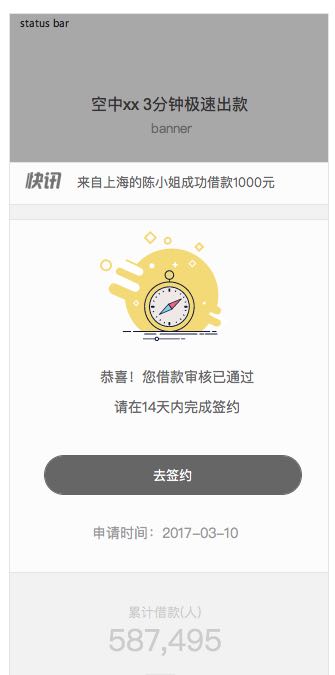 status bar
空中xx 3分钟极速出款
banner
快讯 来自上海的陈小姐成功借款1000元
恭喜！您借款审核已通过
请在14天内完成签约
去签约
申请时间：2017-03-10
累计借款(人)
587,495